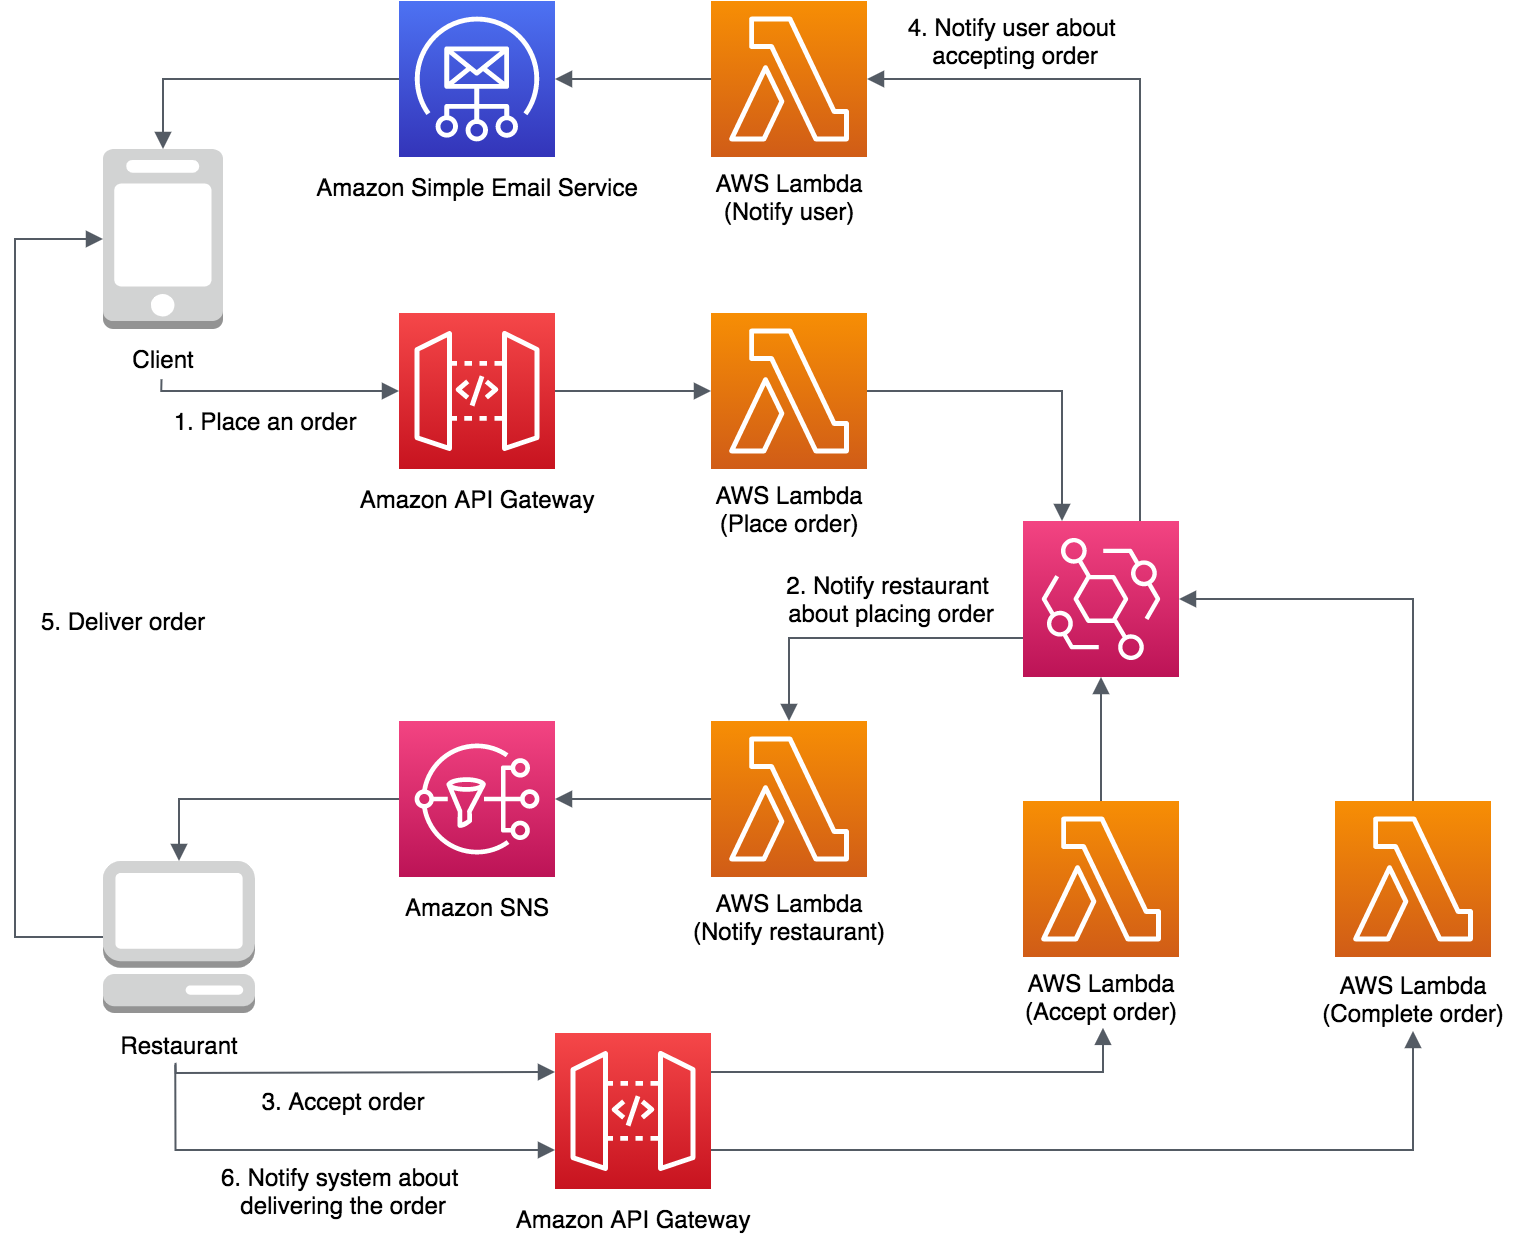 4. Notify user about
accepting order
Amazon Simple Email Service
AWS Lambda
(Notify user)
Client
1. Place an order
Amazon API Gateway
AWS Lambda
(Place order)
2. Notify restaurant
about placing order
5. Deliver order
Amazon SNS
AWS Lambda
(Notify restaurant)
AWS Lambda
(Accept order)
AWS Lambda
(Complete order)
Restaurant
3. Accept order
6. Notify system about
delivering the order
Amazon API Gateway